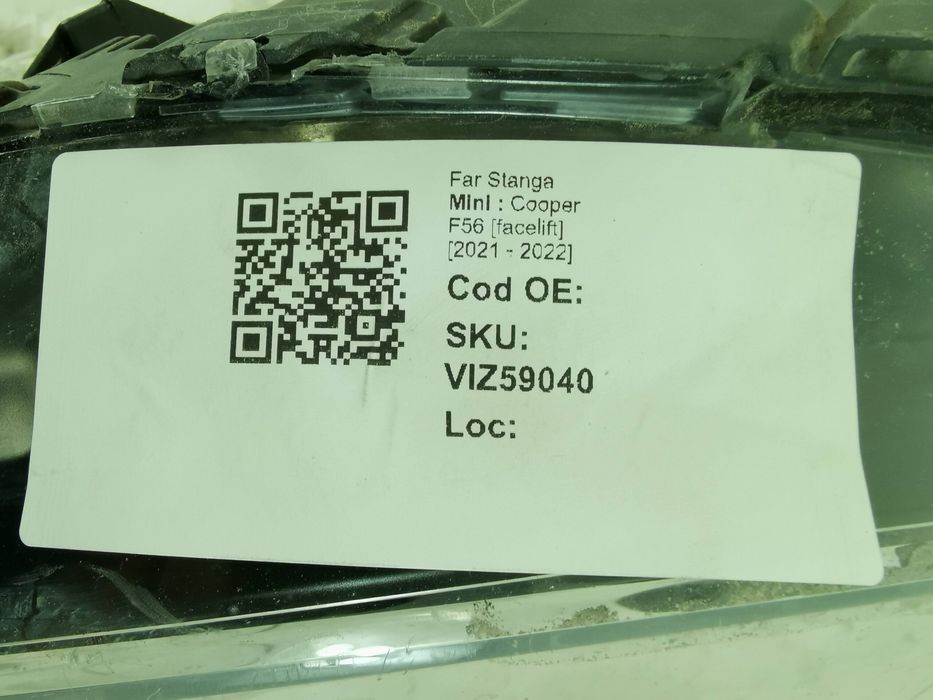 Far Stanga
Mini : Cooper
F56 [facelift]
[2021 - 2022]
Cod OE:
SKU:
VIZ59040
Loc: